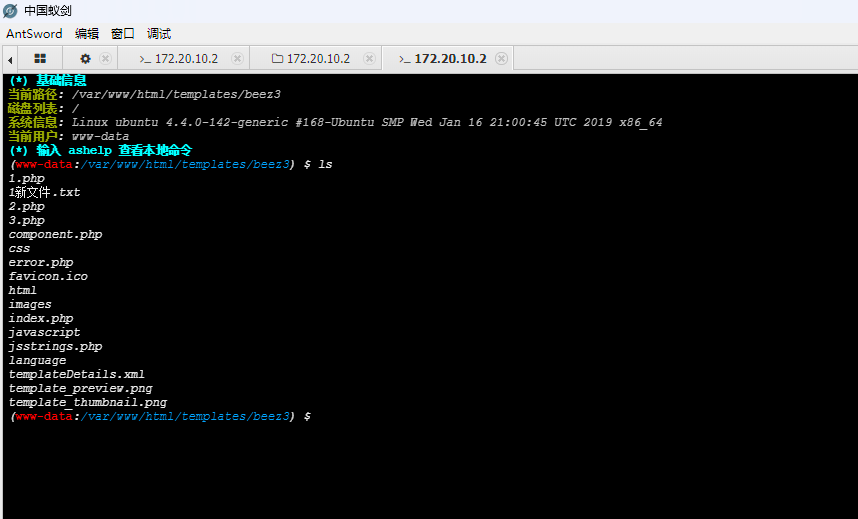 中国蚁剑
AntSword 编辑 窗口 调试
>_ 172.20.10.2 172.20.10.2 >_ 172.20.10.2
(*) 基础信息
当前路径: /var/www/html/templates/beez3
磁盘列表: /
系统信息: Linux ubuntu 4.4.0-142-generic #168-Ubuntu SMP Wed Jan 16 21:00:45 UTC 2019 x86_64
当前用户: www-data
(*) 输入 ashelp 查看本地命令
(www-data:/var/www/html/templates/beez3) $ ls
1.php
1新文件.txt
2.php
3.php
component.php
css
error.php
favicon.ico
html
images
index.php
javascript
jsstrings.php
language
templateDetails.xml
template_preview.png
template_thumbnail.png
(www-data:/var/www/html/templates/beez3) $